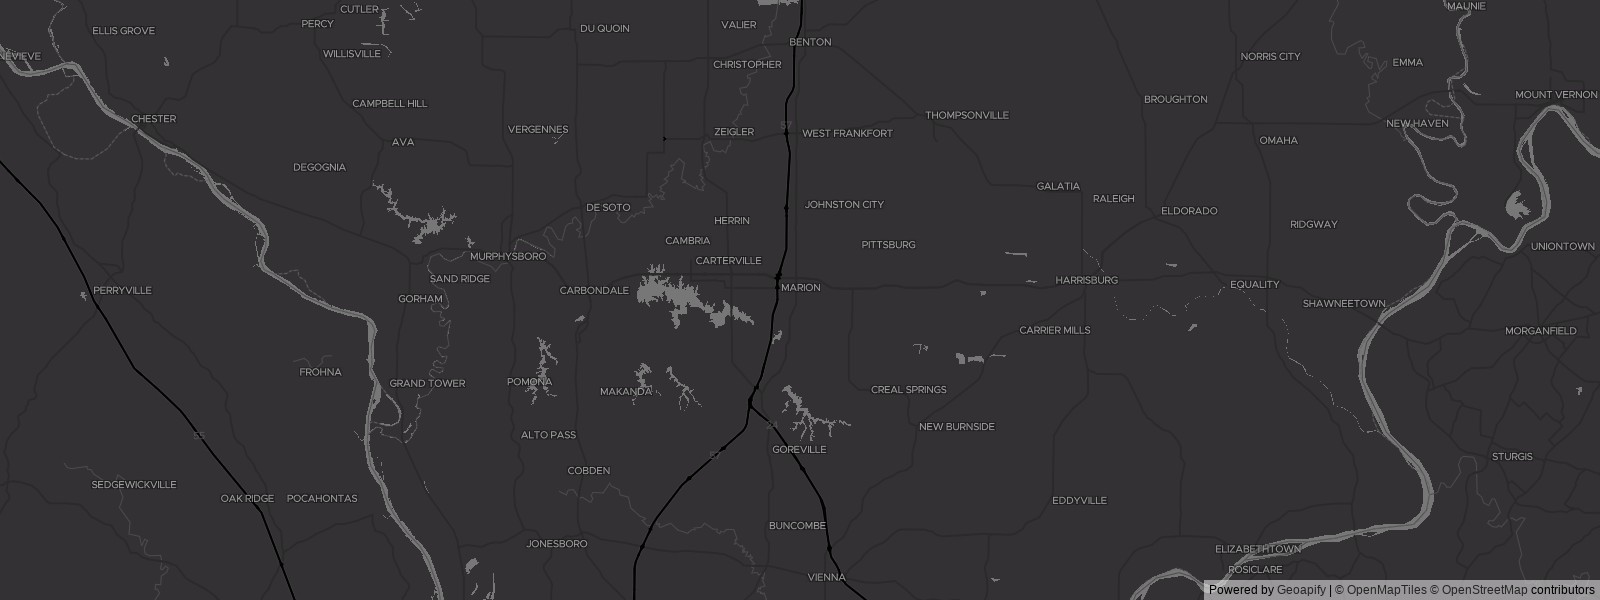 MAUNIE
CUTLER
PERCY
VALIER
DU QUOIN
ELLIS GROVE
BENTON
WILLISVILLE
NEVIEVE
NORRIS CITY
EMMA
CHRISTOPHER
MOUNT VERNON
BROUGHTON
CAMPBELL HILL
THOMPSONVILLE
CHESTER
NEW HAVEN
57
VERGENNES
ZEIGLER
WEST FRANKFORT
AVA
OMAHA
DEGOGNIA
GALATIA
RALEIGH
JOHNSTON CITY
DE SOTO
ELDORADO
HERRIN
RIDGWAY
CAMBRIA
PITTSBURG
UNIONTOWN
MURPHYSBORO
CARTERVILLE
SAND RIDGE
HARRISBURG
EQUALITY
MARION
PERRYVILLE
CARBONDALE
GORHAM
SHAWNEETOWN
CARRIER MILLS
MORGANFIELD
FROHNA
GRAND TOWER
POMONA
MAKANDA
CREAL SPRINGS
24
NEW BURNSIDE
55
ALTO PASS
GOREVILLE
57
STURGIS
COBDEN
SEDGEWICKVILLE
OAK RIDGE
POCAHONTAS
EDDYVILLE
BUNCOMBE
JONESBORO
ELIZABETHTOWN
ROSICLARE
VIENNA
Powered by Geoapify | © OpenMapTiles © OpenStreetMap contributors